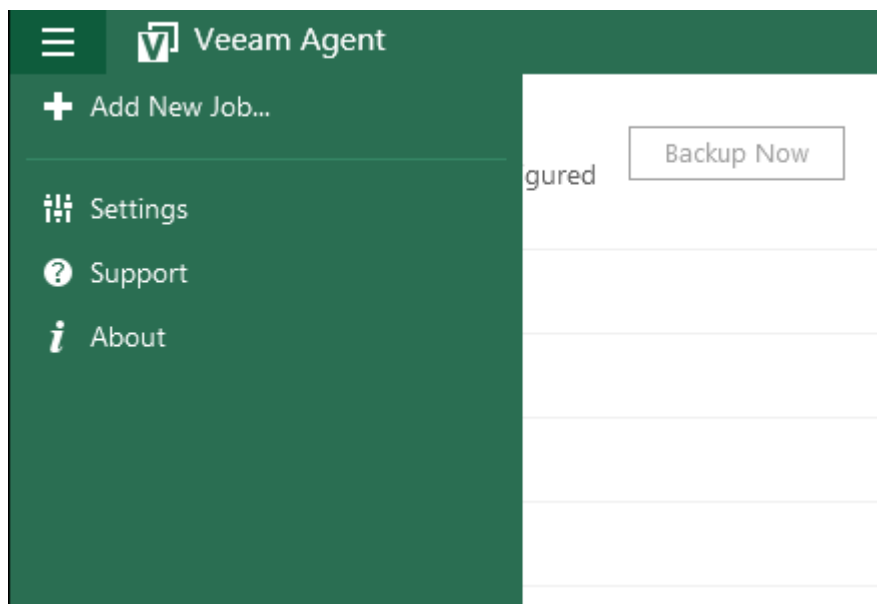 Veeam Agent
Add New Job...
Backup Now
gured
Settings
Support
About